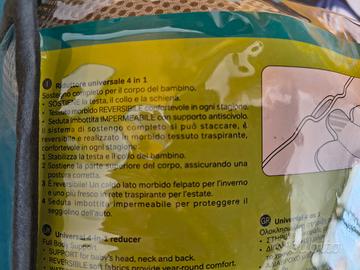 I Riduttore universale 4 in 1
Sostegno completo per il corpo del bambino.
• SOSTIENE la testa, il collo e la schiena.
• Tessuto morbido REVERSIBILE confortevole in ogni stagione.
• Seduta imbottita IMPERMEABILE con supporto antiscivolo.
Il sistema di sostengo completo si può staccare, è
reversibile e realizzato in morbido tessuto traspirante,
confortevole in ogni stagione.
1 Stabilizza la testa e il collo del bambino.
2 Sostiene la parte superiore del corpo, assicurando una
postura corretta.
3 È reversibile! Un caldo lato morbido felpato per l'inverno
e uno più fresco in rete traspirante per l'estate.
4 Seduta imbottita impermeabile per proteggere il
seggiolino dell'auto.
UK Universal 4 in 1 reducer
Full Body Support
• SUPPORT for baby's head, neck and back.
• REVERSIBLE soft fabrics provide year-round comfort.
GR Universal 4 σε 1